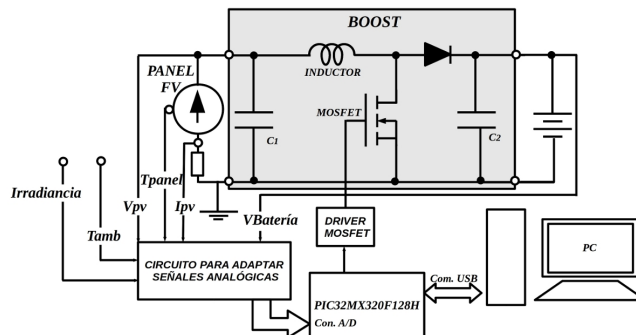 BOOST
PANEL
FV
INDUCTOR
MOSFET
C1
C2
Irradiancia
Tpanel
Vpv
Ipv
VBatería
Tamb
DRIVER
MOSFET
CIRCUITO PARA ADAPTAR
SEÑALES ANALÓGICAS
Com. USB
PC
PIC32MX320F128H
Con. A/D